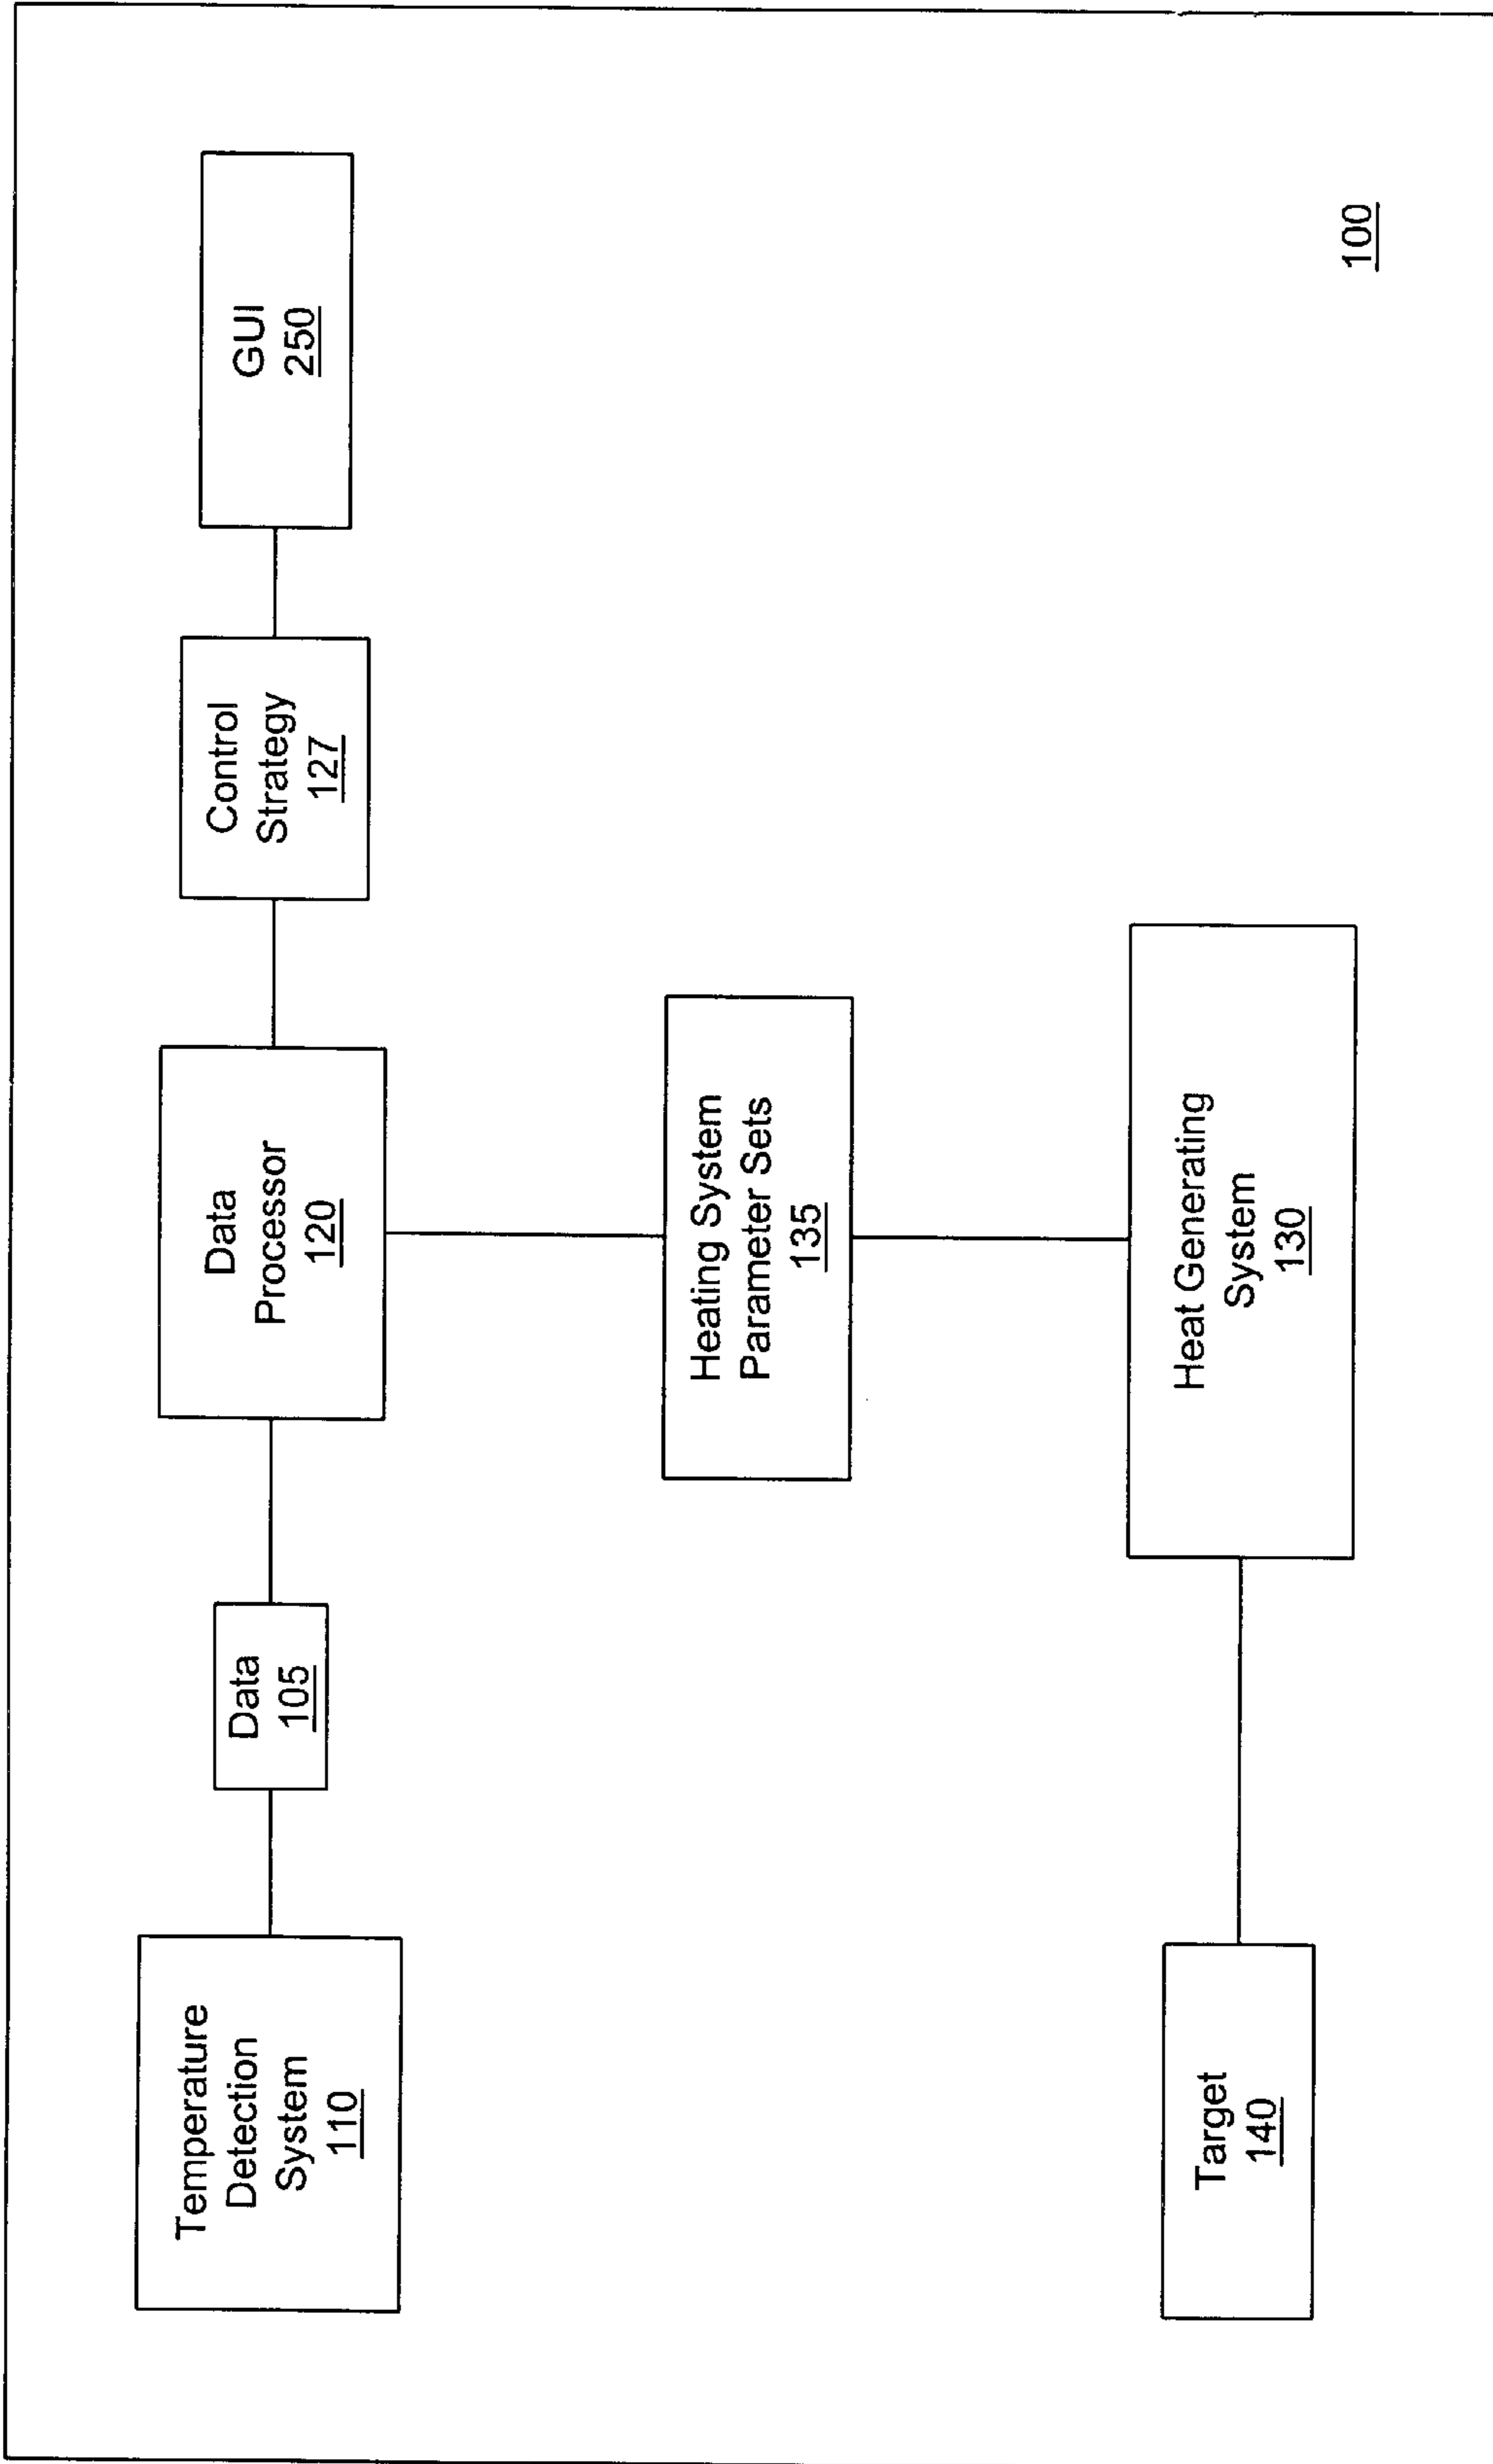 Temperature
Detection
System
110
Data
105
Data
Processor
120
Control
Strategy
127
GUI
250
Heating System
Parameter Sets
135
Target
140
Heat Generating
System
130
100